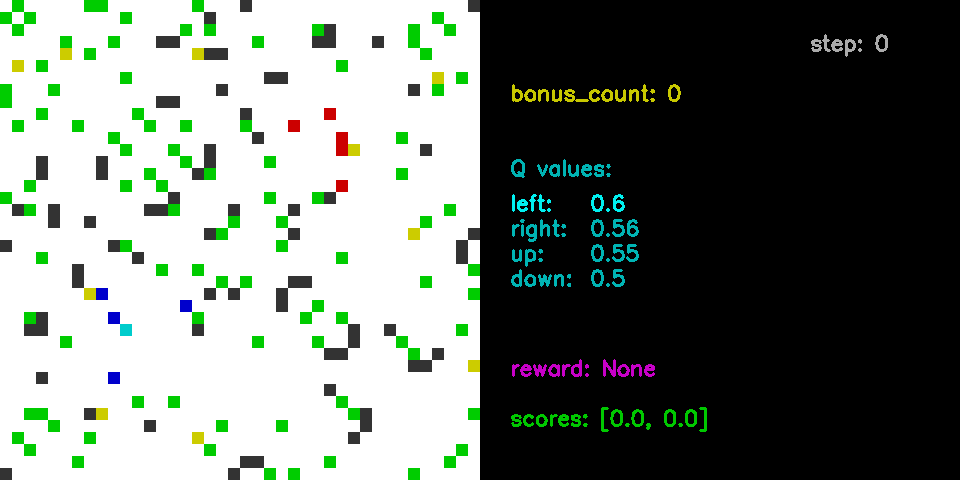 step: 0
bonus_count: 0
Q values:
left: 0.6
right: 0.56
up: 0.55
down: 0.5
reward: None
scores: [0.0, 0.0]